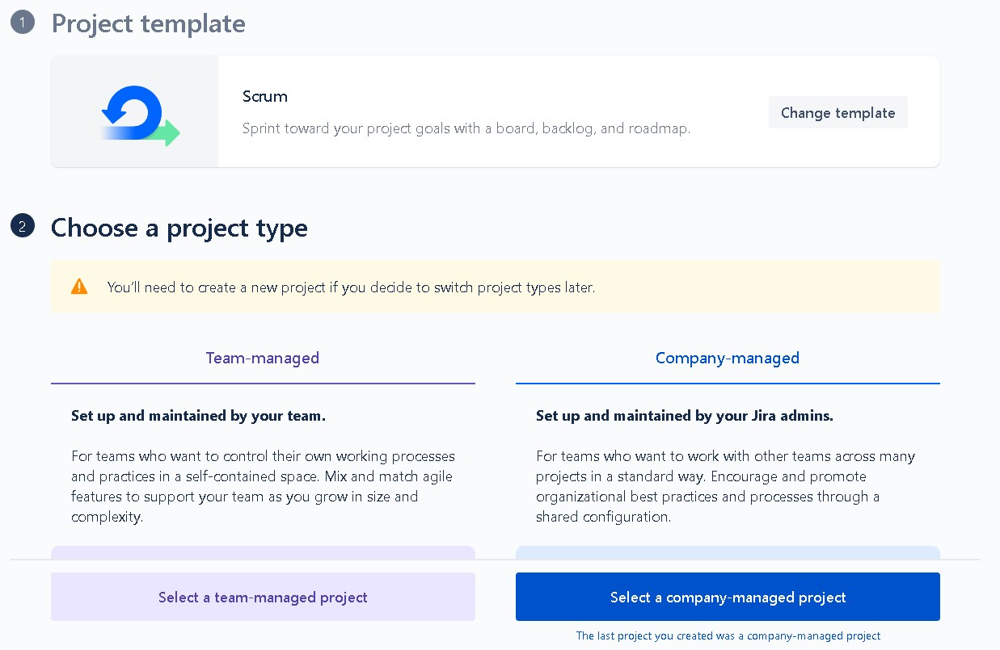 1 Project template
Scrum
Sprint toward your project goals with a board, backlog, and roadmap.
Change template
2 Choose a project type
You'll need to create a new project if you decide to switch project types later.
Team-managed
Set up and maintained by your team.
For teams who want to control their own working processes
and practices in a self-contained space. Mix and match agile
features to support your team as you grow in size and
complexity.
Select a team-managed project
Company-managed
Set up and maintained by your Jira admins.
For teams who want to work with other teams across many
projects in a standard way. Encourage and promote
organizational best practices and processes through a
shared configuration.
Select a company-managed project
The last project you created was a company-managed project